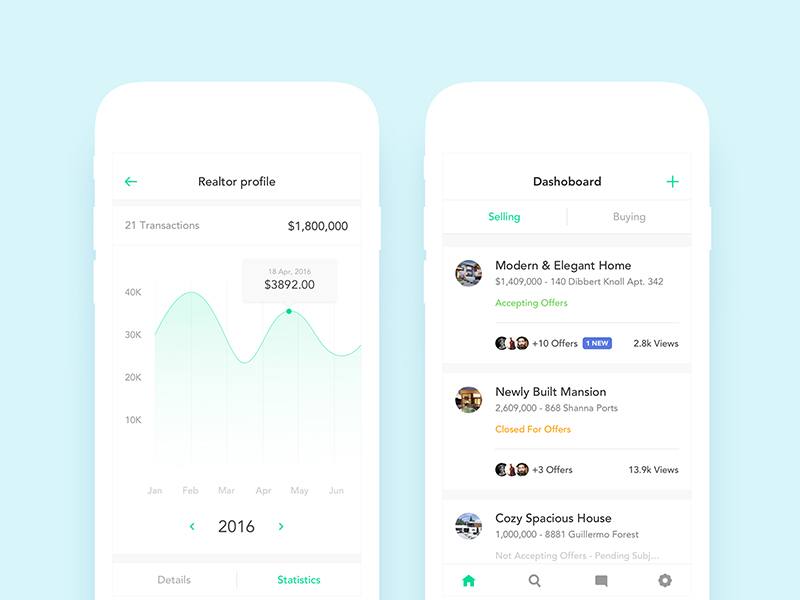 Realtor profile
21 Transactions
$1,800,000
18 Apr, 2016
$3892.00
40K
30K
20K
10K
Jan Feb Mar Apr May Jun
2016
Details
Statistics
Dashoboard
Selling
Buying
Modern & Elegant Home
$1,409,000 - 140 Dibbert Knoll Apt. 342
Accepting Offers
+10 Offers 1 NEW 2.8k Views
Newly Built Mansion
2,609,000 - 868 Shanna Ports
Closed For Offers
+3 Offers 13.9k Views
Cozy Spacious House
1,000,000 - 8881 Guillermo Forest
Not Accepting Offers - Pending Subj...